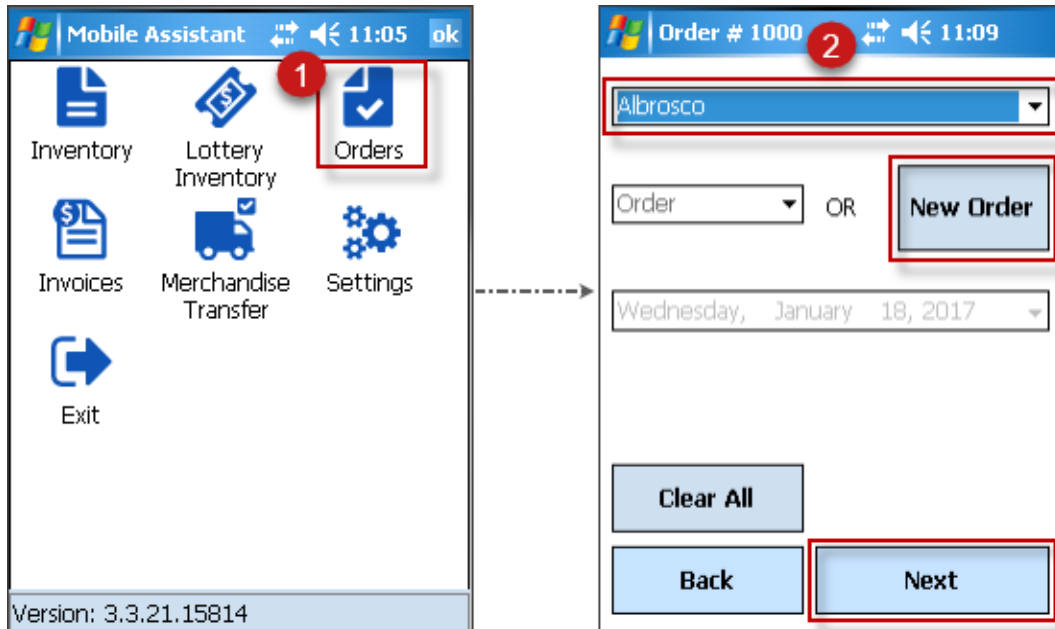 Mobile Assistant 11:05 ok
1
Inventory
Lottery
Inventory
Orders
Invoices
Merchandise
Transfer
Settings
Exit
Version: 3.3.21.15814
Order # 1000 11:09
2
Albrosco
Order OR New Order
Wednesday, January 18, 2017
Clear All
Back Next